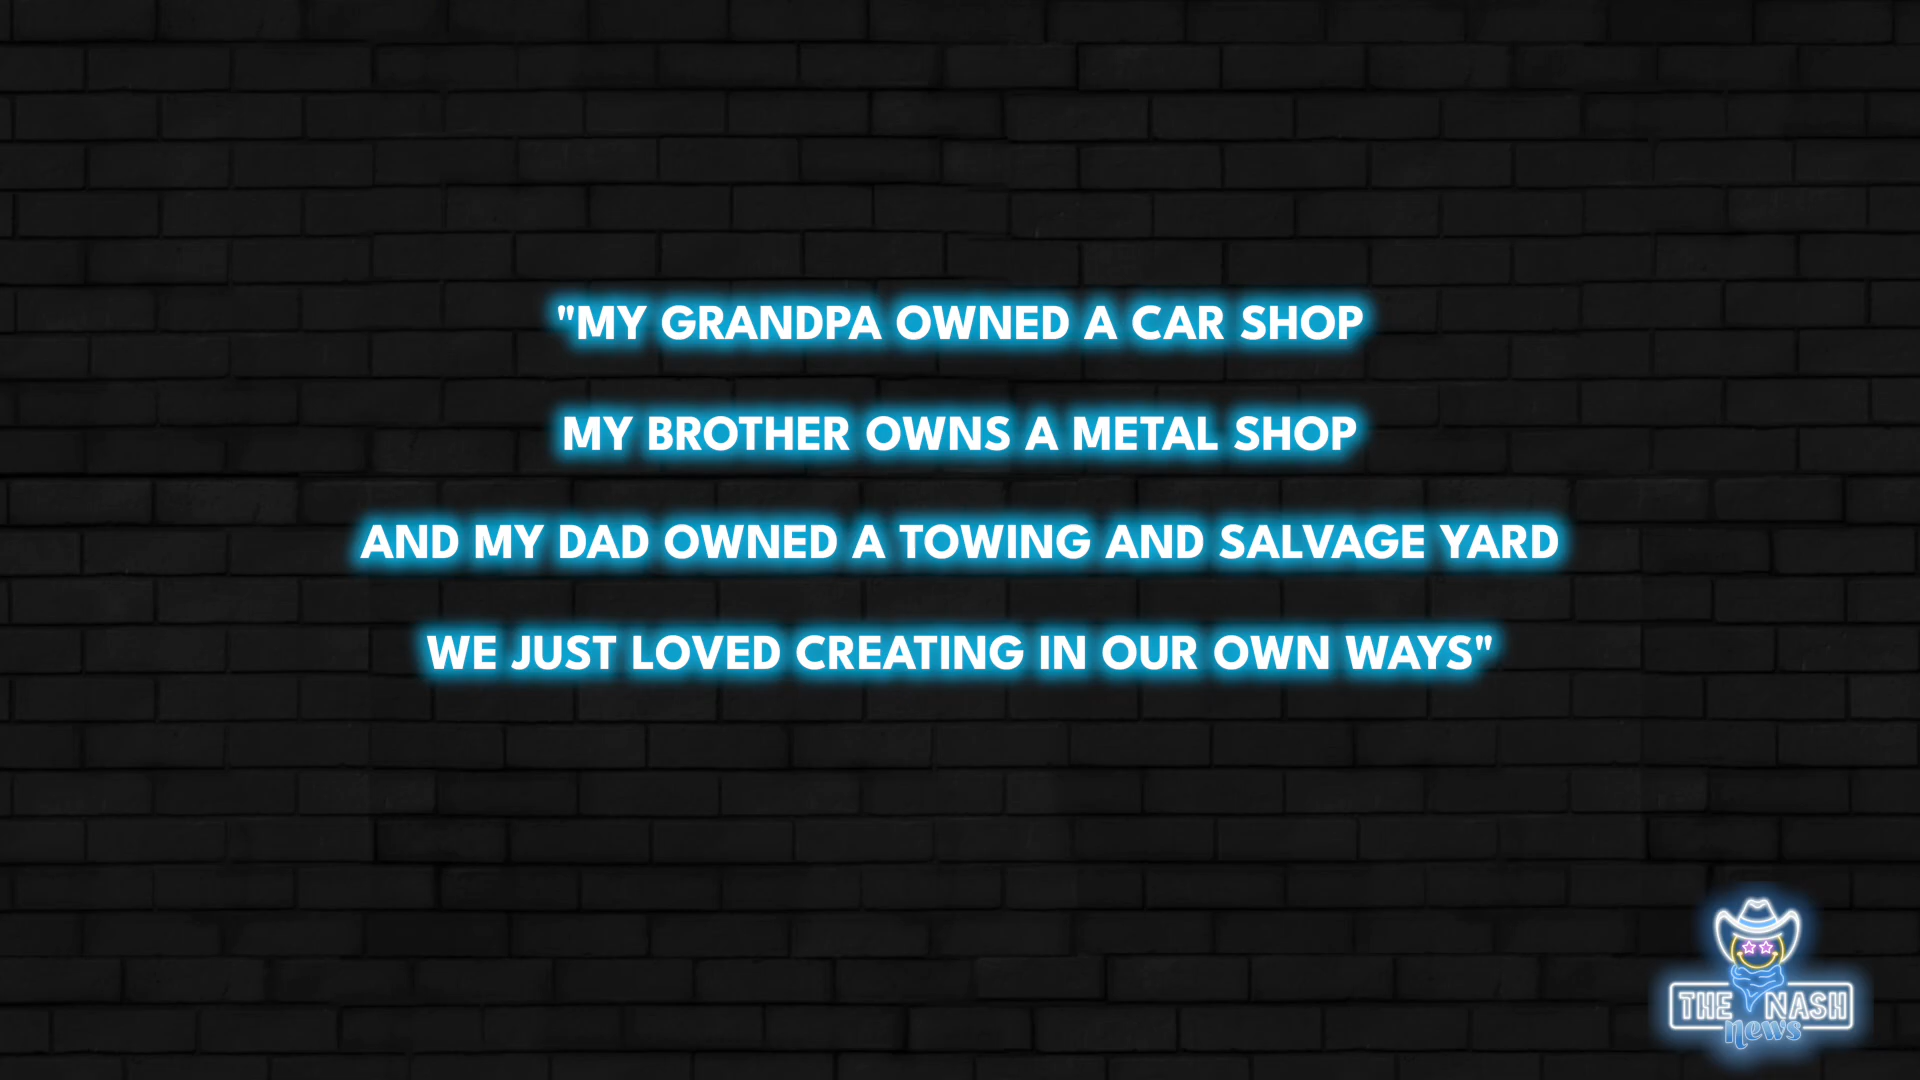 "MY GRANDPA OWNED A CAR SHOP
MY BROTHER OWNS A METAL SHOP
AND MY DAD OWNED A TOWING AND SALVAGE YARD
WE JUST LOVED CREATING IN OUR OWN WAYS"
THE NASH
News